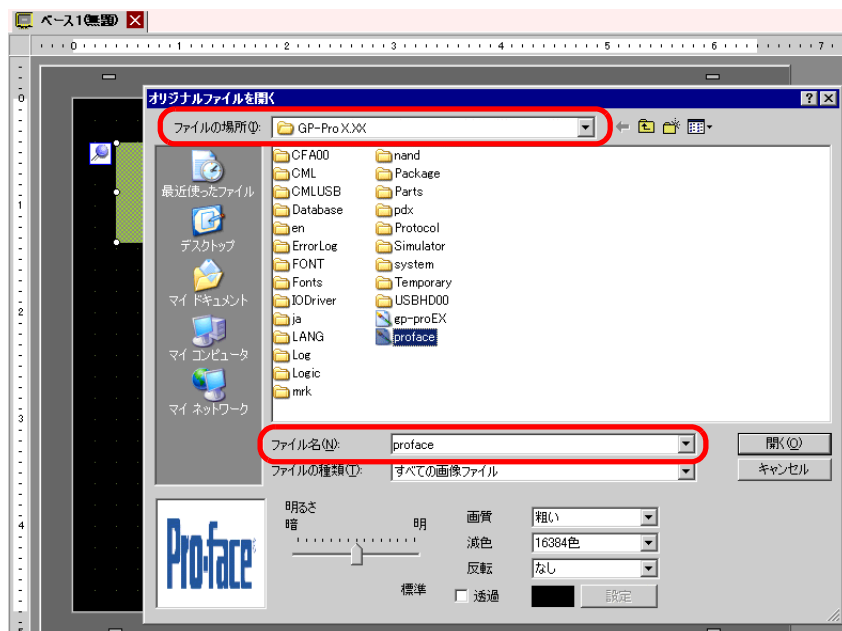 ベース1(無題)
0 1 2 3 4 5 6 7
オリジナルファイルを開く
ファイルの場所(I): GP-Pro X.XX
最近使ったファイル
デスクトップ
マイ ドキュメント
マイ コンピュータ
マイ ネットワーク
CFA00
CML
CMLUSB
Database
en
ErrorLog
FONT
Fonts
IODriver
ja
LANG
Log
Logic
mrk
nand
Package
Parts
pdx
Protocol
Simulator
system
Temporary
USBHD00
gp-proEX
proface
ファイル名(N): proface 開く(O)
ファイルの種類(T): すべての画像ファイル キャンセル
Pro-face
明るさ
暗 明
標準
画質 粗い
減色 16384色
反転 なし
透過 設定
0
1
2
3
4
5